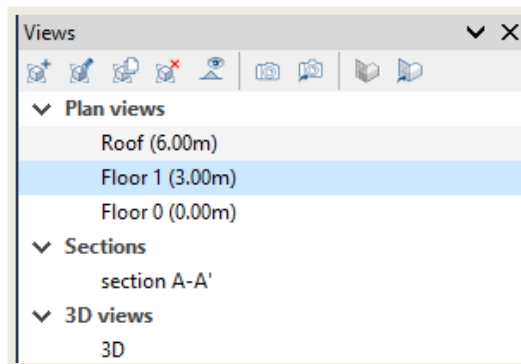 Views
Plan views
Roof (6.00m)
Floor 1 (3.00m)
Floor 0 (0.00m)
Sections
section A-A'
3D views
3D